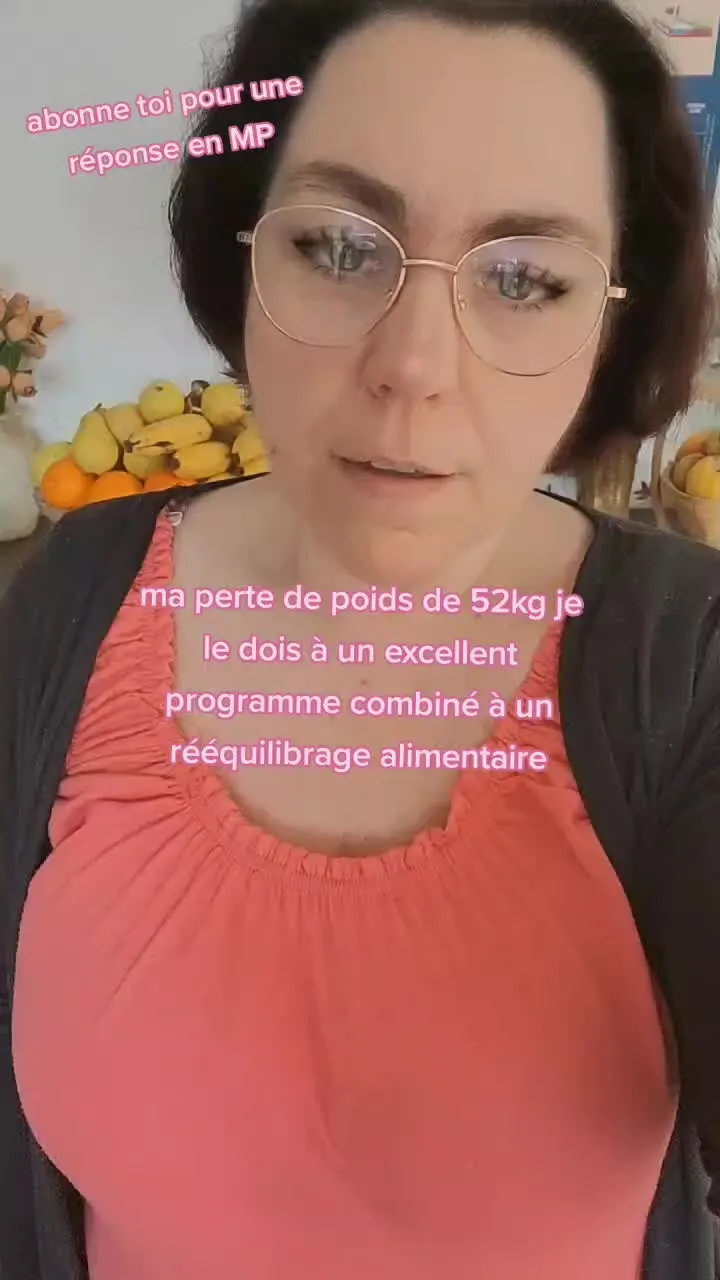 abonne toi pour une
réponse en MP
ma perte de poids de 52kg je
le dois à un excellent
programme combiné à un
rééquilibrage alimentaire